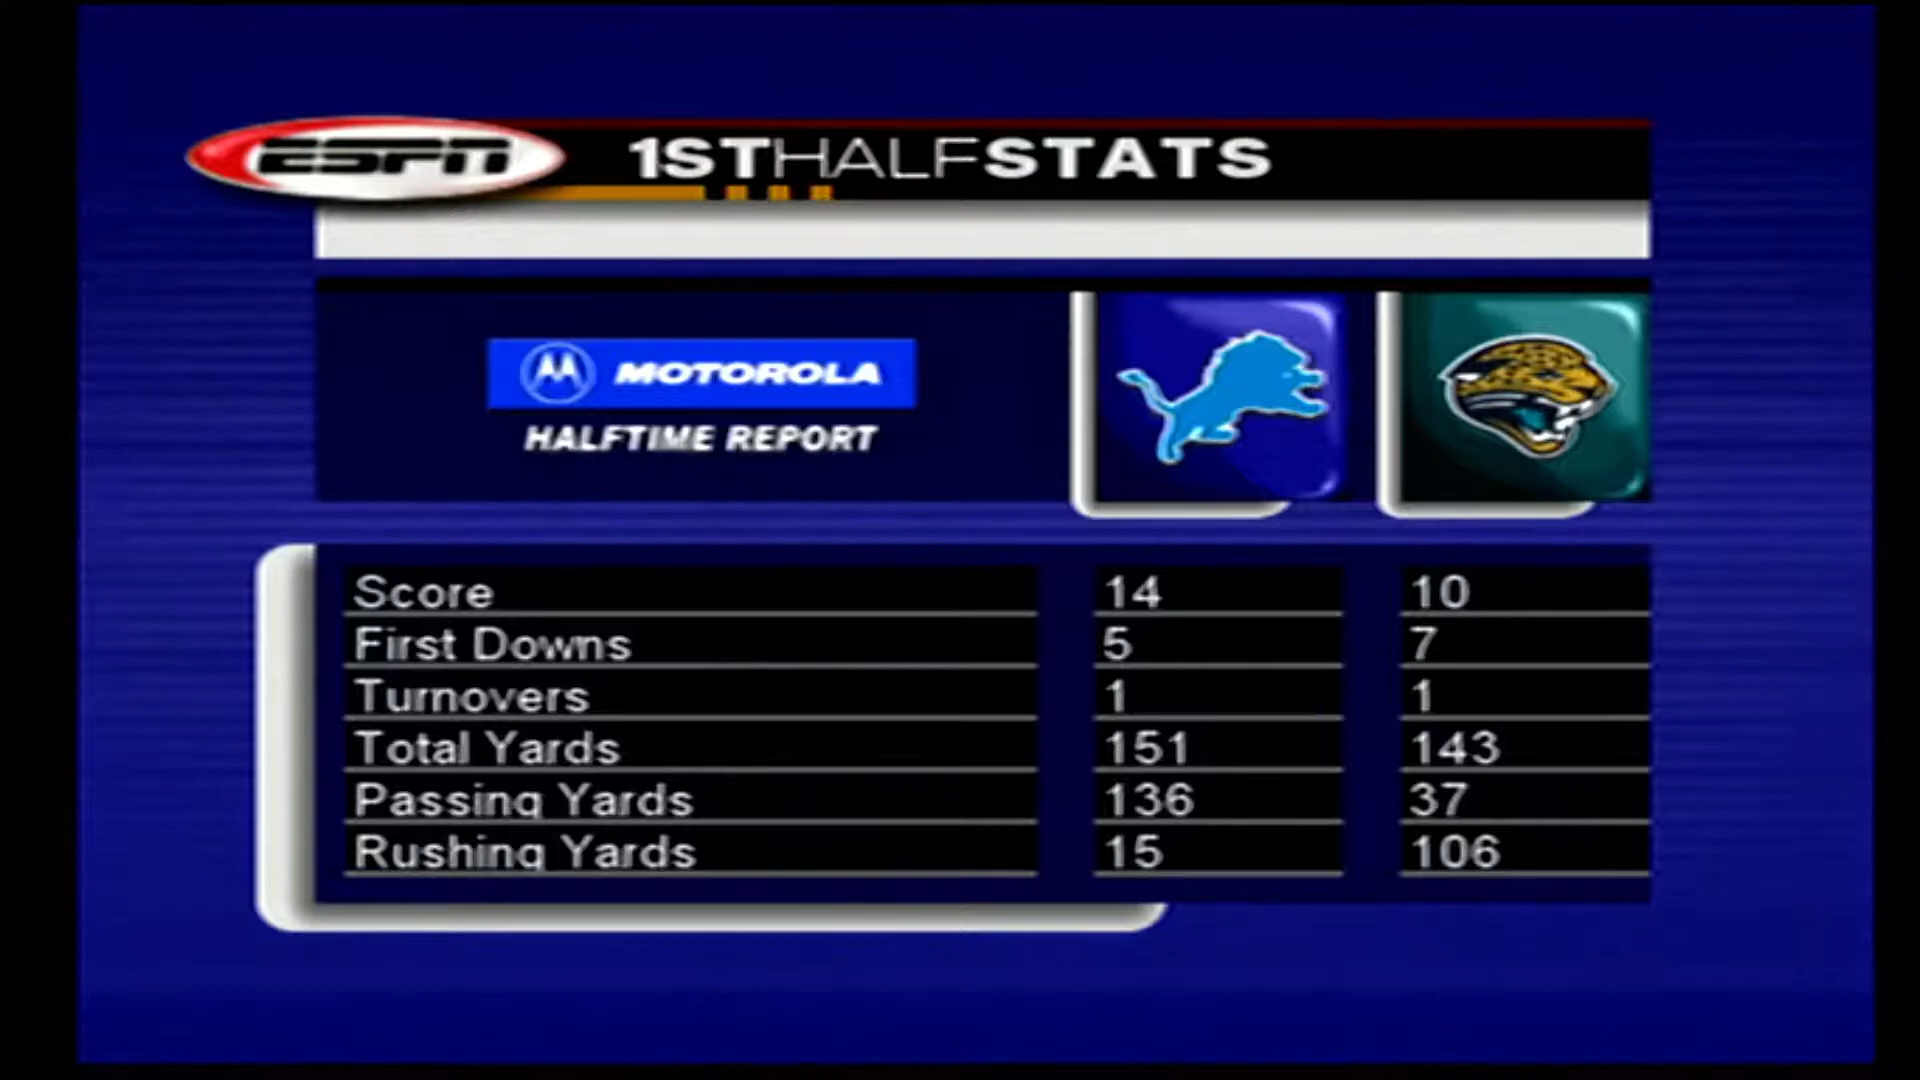 ESPN 1STHALFSTATS
MOTOROLA
HALFTIME REPORT
Score 14 10
First Downs 5 7
Turnovers 1 1
Total Yards 151 143
Passing Yards 136 37
Rushing Yards 15 106